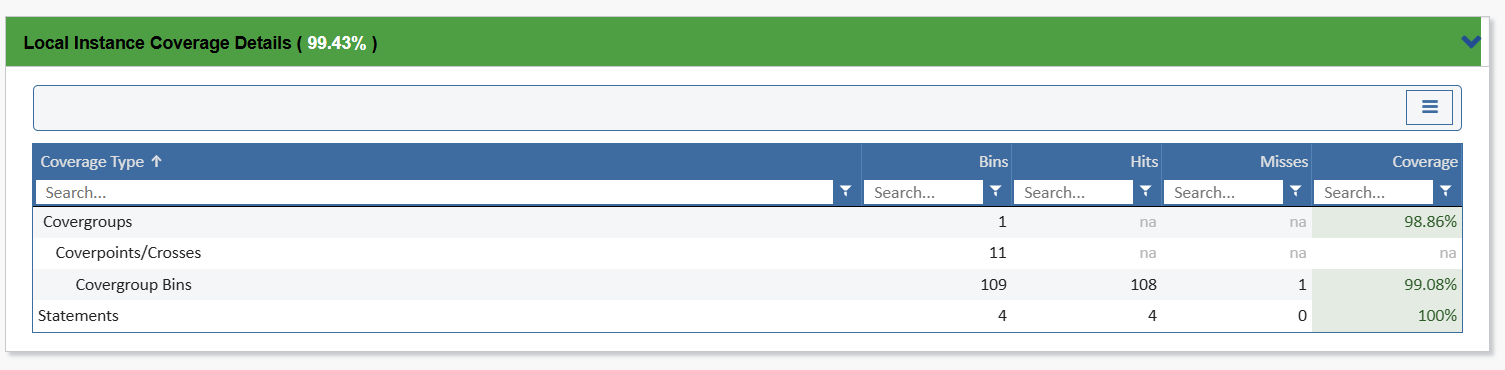 Local Instance Coverage Details ( 99.43% )
Coverage Type ↑ Bins Hits Misses Coverage
Search... Search... Search... Search... Search...
Covergroups 1 na na 98.86%
Coverpoints/Crosses 11 na na na
Covergroup Bins 109 108 1 99.08%
Statements 4 4 0 100%